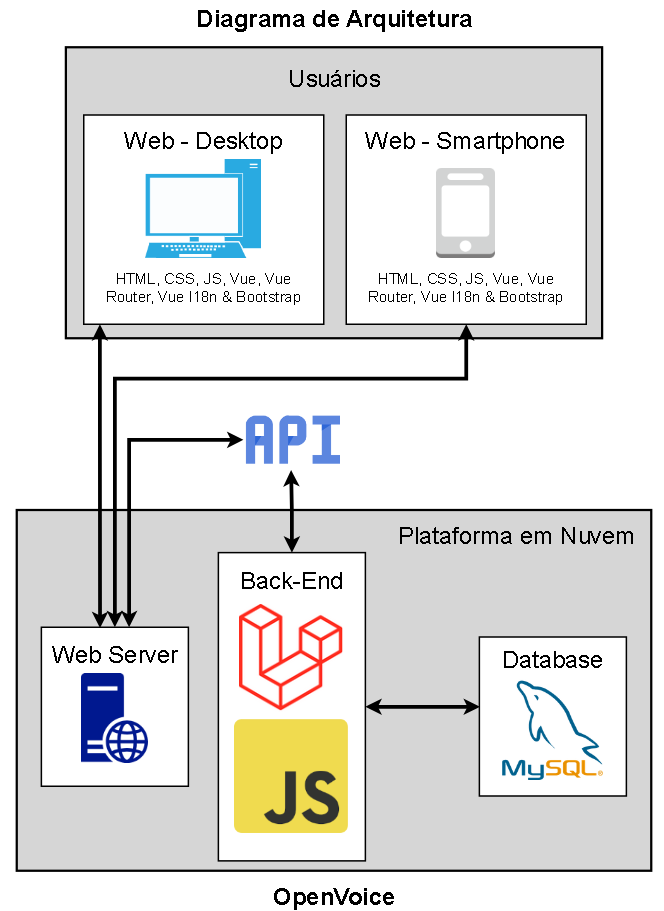 Diagrama de Arquitetura
Usuários
Web - Desktop
HTML, CSS, JS, Vue, Vue
Router, Vue I18n & Bootstrap
Web - Smartphone
HTML, CSS, JS, Vue, Vue
Router, Vue I18n & Bootstrap
API
Plataforma em Nuvem
Web Server
Back-End
JS
Database
MySQL®
OpenVoice